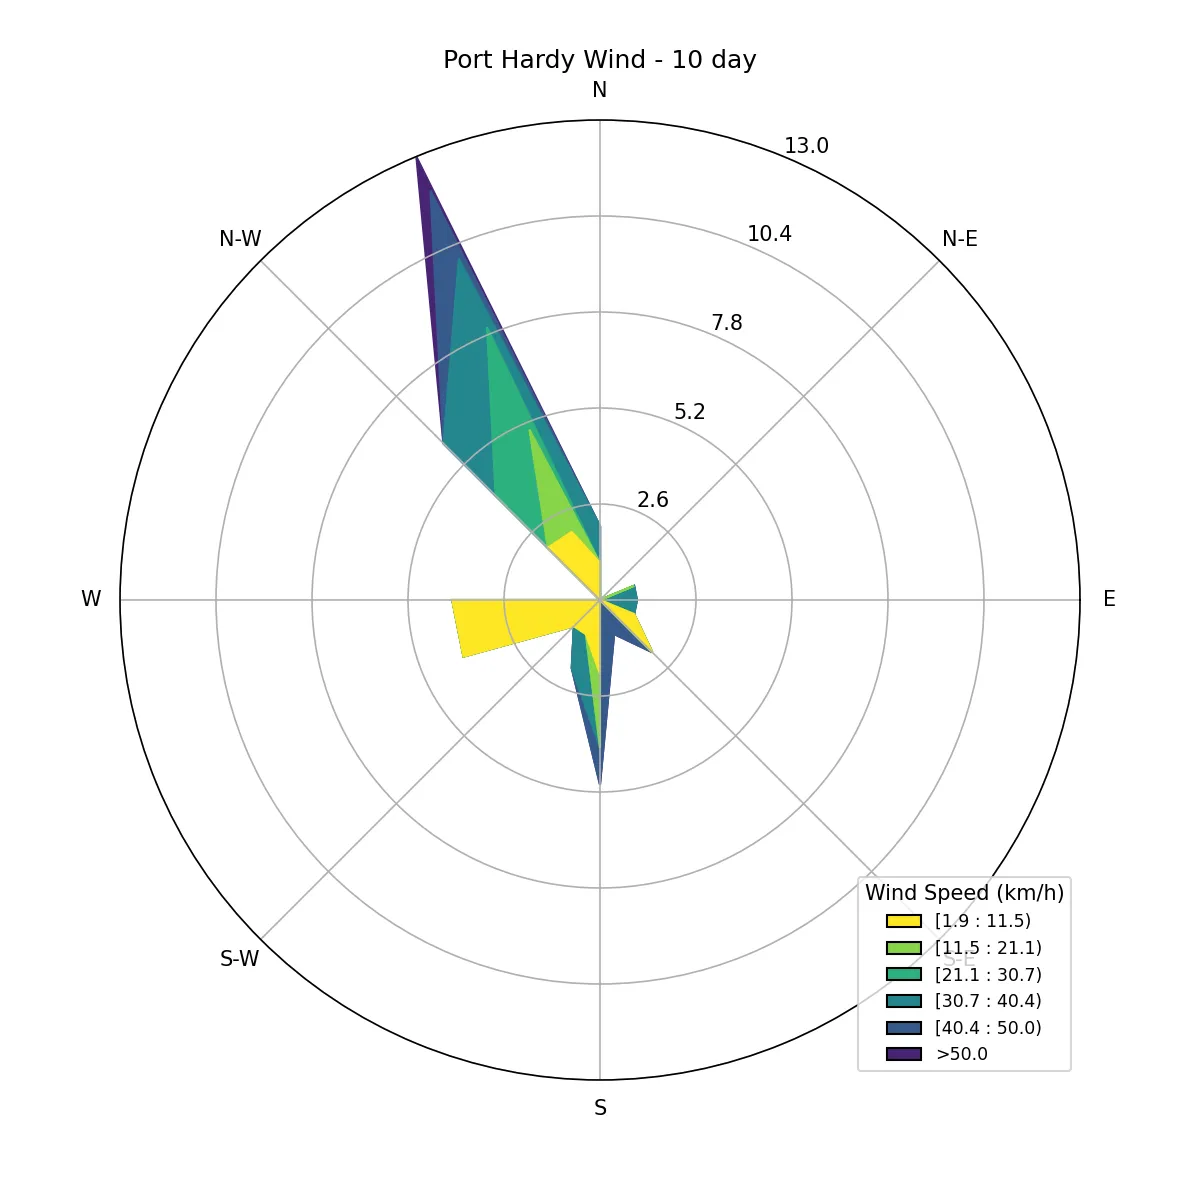 Port Hardy Wind - 10 day
N
13.0
N-W
10.4
N-E
7.8
5.2
2.6
W
E
Wind Speed (km/h)
[1.9 : 11.5)
[11.5 : 21.1)
S-W
S-E
[21.1 : 30.7)
[30.7 : 40.4)
[40.4 : 50.0)
>50.0
S